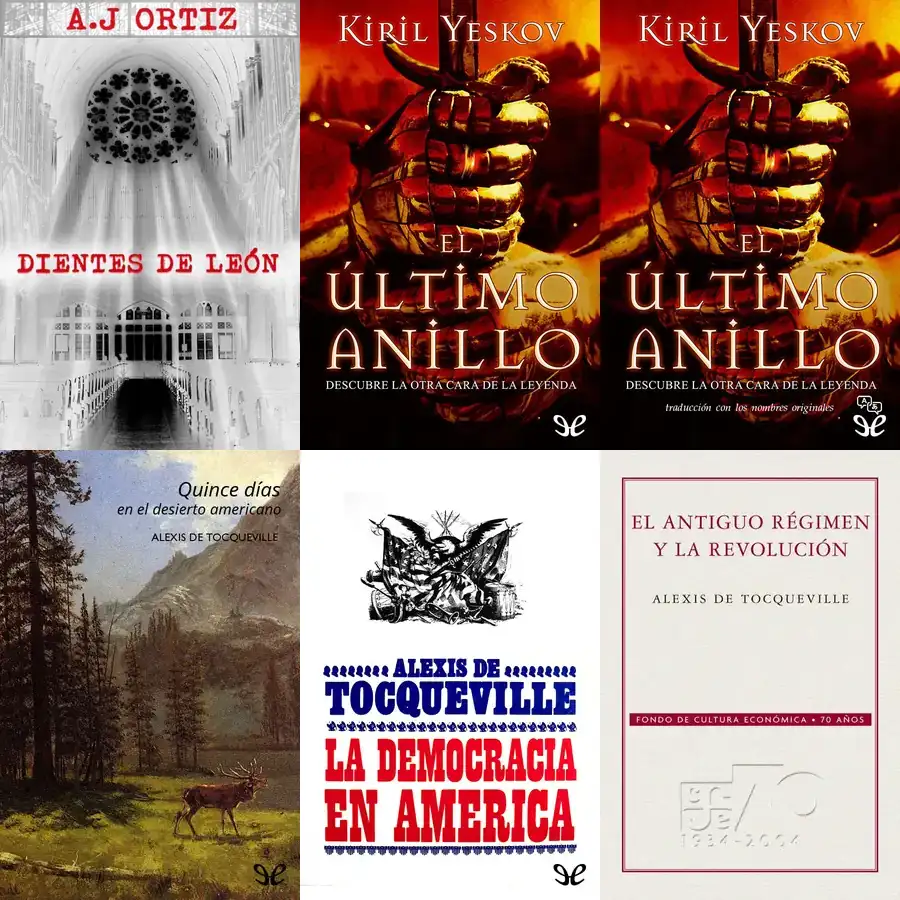 A.J ORTIZ
DIENTES DE LEÓN
KIRIL YESKOV
EL
ÚLTIMO
ANILLO
DESCUBRE LA OTRA CARA DE LA LEYENDA
KIRIL YESKOV
EL
ÚLTIMO
ANILLO
DESCUBRE LA OTRA CARA DE LA LEYENDA
traducción con los nombres originales
Quince días
en el desierto americano
ALEXIS DE TOCQUEVILLE
ALEXIS DE
TOCQUEVILLE
LA DEMOCRACIA
EN AMERICA
EL ANTIGUO RÉGIMEN
Y LA REVOLUCIÓN
ALEXIS DE TOCQUEVILLE
FONDO DE CULTURA ECONÓMICA • 70 AÑOS
1934-2004